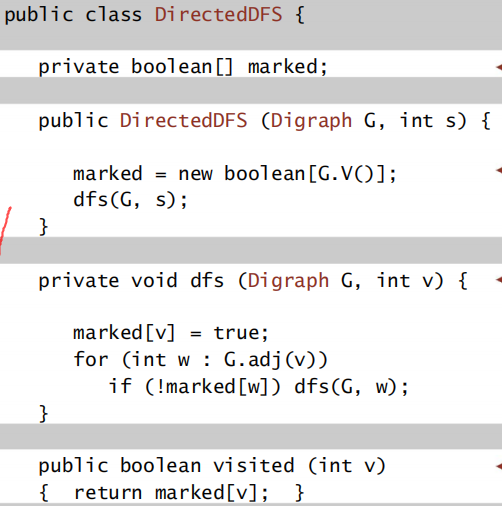 public class DirectedDFS {
private boolean[] marked;
public DirectedDFS (Digraph G, int s) {
marked = new boolean[G.V()];
dfs(G, s);
}
private void dfs (Digraph G, int v) {
marked[v] = true;
for (int w : G.adj(v))
if (!marked[w]) dfs(G, w);
}
public boolean visited (int v)
{ return marked[v]; }